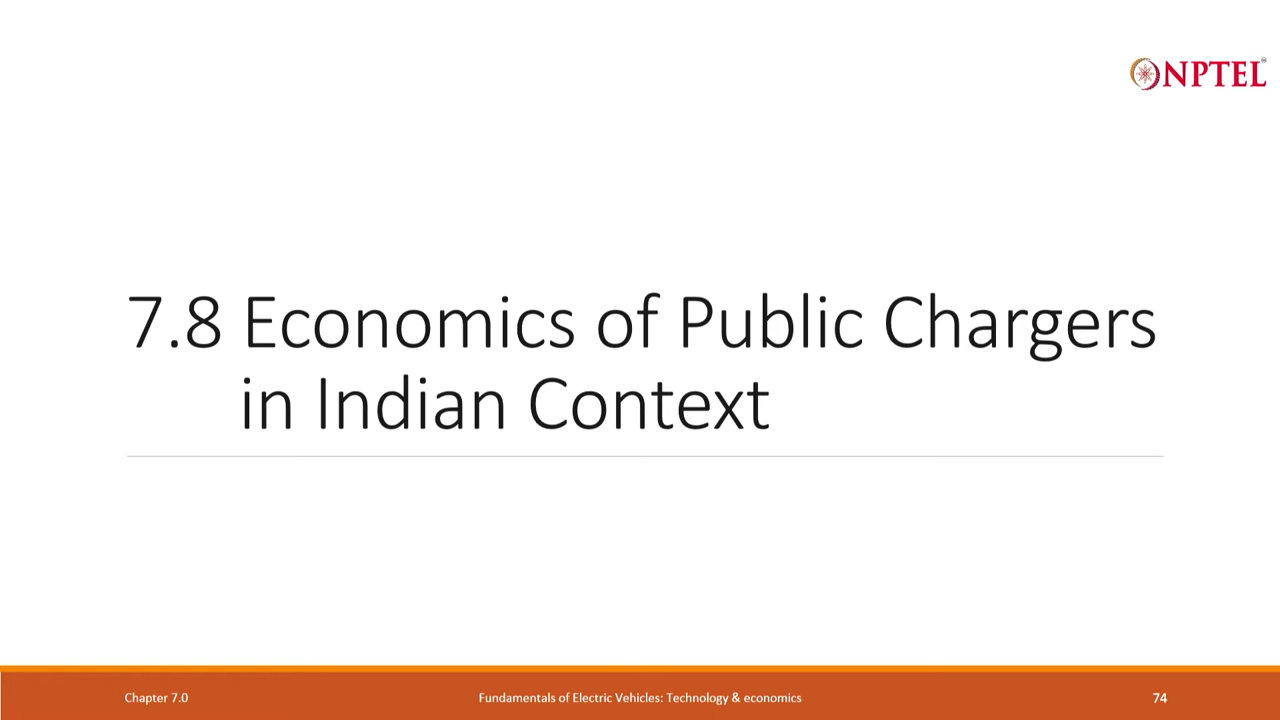 NPTEL
7.8 Economics of Public Chargers
in Indian Context
Chapter 7.0
Fundamentals of Electric Vehicles: Technology & economics
74